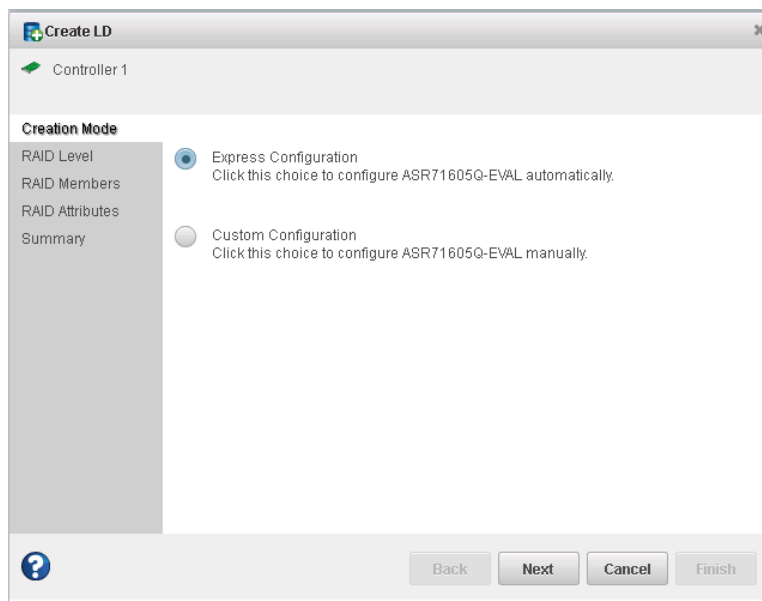 Create LD
Controller 1
Creation Mode
RAID Level
RAID Members
RAID Attributes
Summary
Express Configuration
Click this choice to configure ASR71605Q-EVAL automatically.
Custom Configuration
Click this choice to configure ASR71605Q-EVAL manually.
?
Back
Next
Cancel
Finish